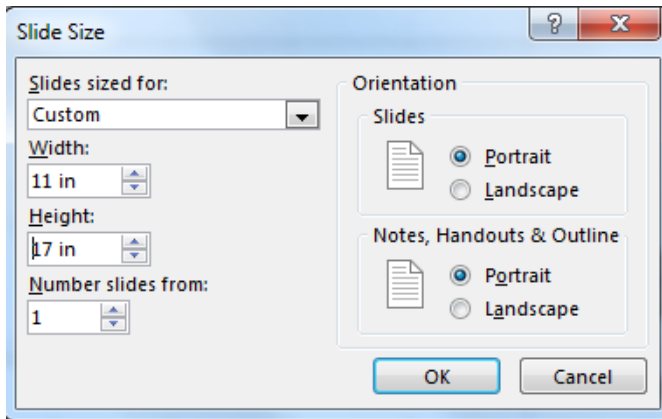 Slide Size
Slides sized for:
Custom
Width:
11 in
Height:
17 in
Number slides from:
1
Orientation
Slides
Portrait
Landscape
Notes, Handouts & Outline
Portrait
Landscape
OK
Cancel